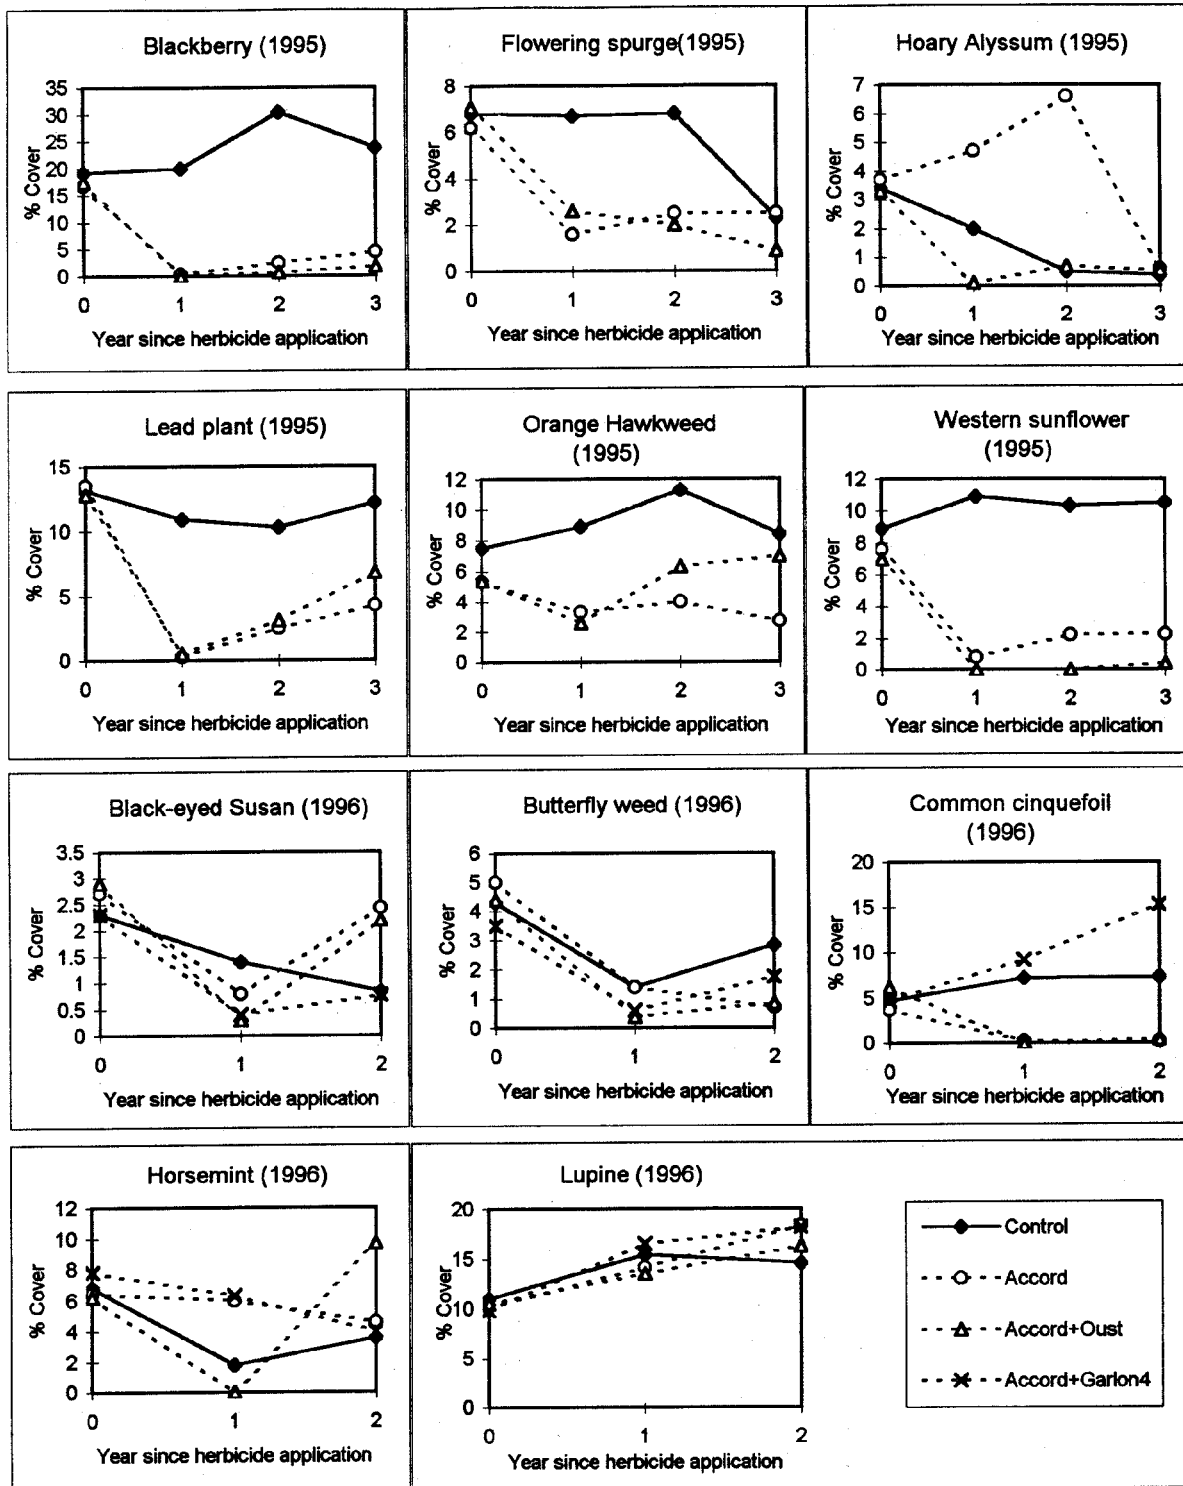 Blackberry (1995)
% Cover
35
30
25
20
15
10
5
0
0 1 2 3
Year since herbicide application
Flowering spurge(1995)
% Cover
8
6
4
2
0
0 1 2 3
Year since herbicide application
Hoary Alyssum (1995)
% Cover
7
6
5
4
3
2
1
0
0 1 2 3
Year since herbicide application
Lead plant (1995)
% Cover
15
10
5
0
0 1 2 3
Year since herbicide application
Orange Hawkweed
(1995)
% Cover
12
10
8
6
4
2
0
0 1 2 3
Year since herbicide application
Western sunflower
(1995)
% Cover
12
10
8
6
4
2
0
0 1 2 3
Year since herbicide application
Black-eyed Susan (1996)
% Cover
3.5
3
2.5
2
1.5
1
0.5
0
0 1 2
Year since herbicide application
Butterfly weed (1996)
% Cover
6
5
4
3
2
1
0
0 1 2
Year since herbicide application
Common cinquefoil
(1996)
% Cover
20
15
10
5
0
0 1 2
Year since herbicide application
Horsemint (1996)
% Cover
12
10
8
6
4
2
0
0 1 2
Year since herbicide application
Lupine (1996)
% Cover
20
15
10
5
0
0 1 2
Year since herbicide application
Control
Accord
Accord+Oust
Accord+Garlon4